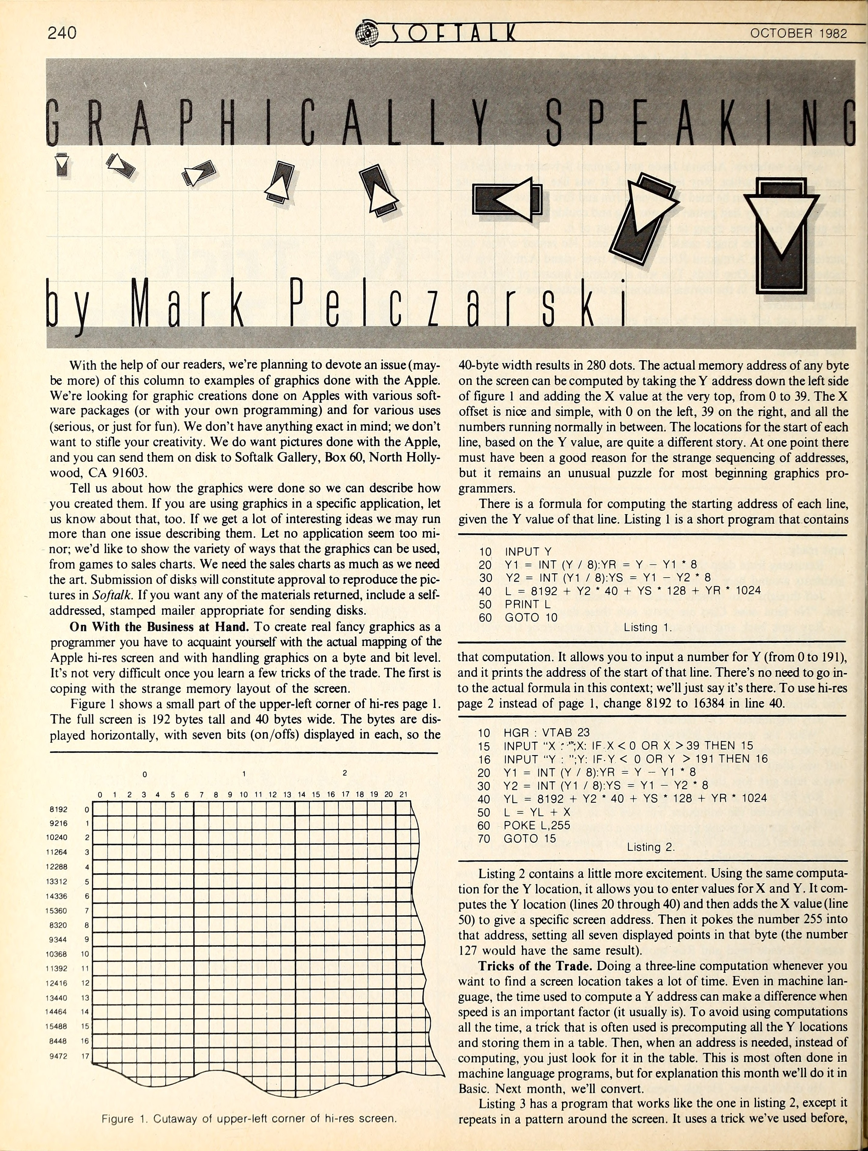 240
SOFTALK
OCTOBER 1982
GRAPHICALLY SPEAKING
by Mark Pelczarski
With the help of our readers, we're planning to devote an issue (may-
be more) of this column to examples of graphics done with the Apple.
We're looking for graphic creations done on Apples with various soft-
ware packages (or with your own programming) and for various uses
(serious, or just for fun). We don't have anything exact in mind; we don't
want to stifle your creativity. We do want pictures done with the Apple,
and you can send them on disk to Softalk Gallery, Box 60, North Holly-
wood, CA 91603.
Tell us about how the graphics were done so we can describe how
you created them. If you are using graphics in a specific application, let
us know about that, too. If we get a lot of interesting ideas we may run
more than one issue describing them. Let no application seem too mi-
nor; we'd like to show the variety of ways that the graphics can be used,
from games to sales charts. We need the sales charts as much as we need
the art. Submission of disks will constitute approval to reproduce the pic-
tures in Softalk. If you want any of the materials returned, include a self-
addressed, stamped mailer appropriate for sending disks.
On With the Business at Hand. To create real fancy graphics as a
programmer you have to acquaint yourself with the actual mapping of the
Apple hi-res screen and with handling graphics on a byte and bit level.
It's not very difficult once you learn a few tricks of the trade. The first is
coping with the strange memory layout of the screen.
Figure 1 shows a small part of the upper-left corner of hi-res page 1.
The full screen is 192 bytes tall and 40 bytes wide. The bytes are dis-
played horizontally, with seven bits (on/offs) displayed in each, so the
0 1 2
0 1 2 3 4 5 6 7 8 9 10 11 12 13 14 15 16 17 18 19 20 21
8192 0
9216 1
10240 2
11264 3
12288 4
13312 5
14336 6
15360 7
8320 8
9344 9
10368 10
11392 11
12416 12
13440 13
14464 14
15488 15
8448 16
9472 17
Figure 1. Cutaway of upper-left corner of hi-res screen.
40-byte width results in 280 dots. The actual memory address of any byte
on the screen can be computed by taking the Y address down the left side
of figure 1 and adding the X value at the very top, from 0 to 39. The X
offset is nice and simple, with 0 on the left, 39 on the right, and all the
numbers running normally in between. The locations for the start of each
line, based on the Y value, are quite a different story. At one point there
must have been a good reason for the strange sequencing of addresses,
but it remains an unusual puzzle for most beginning graphics pro-
grammers.
There is a formula for computing the starting address of each line,
given the Y value of that line. Listing 1 is a short program that contains
10 INPUT Y
20 Y1 = INT (Y / 8):YR = Y − Y1 * 8
30 Y2 = INT (Y1 / 8):YS = Y1 − Y2 * 8
40 L = 8192 + Y2 * 40 + YS * 128 + YR * 1024
50 PRINT L
60 GOTO 10
Listing 1.
that computation. It allows you to input a number for Y (from 0 to 191),
and it prints the address of the start of that line. There's no need to go in-
to the actual formula in this context; we'll just say it's there. To use hi-res
page 2 instead of page 1, change 8192 to 16384 in line 40.
10 HGR : VTAB 23
15 INPUT "X : ";X: IF X < 0 OR X > 39 THEN 15
16 INPUT "Y : ";Y: IF Y < 0 OR Y > 191 THEN 16
20 Y1 = INT (Y / 8):YR = Y − Y1 * 8
30 Y2 = INT (Y1 / 8):YS = Y1 − Y2 * 8
40 YL = 8192 + Y2 * 40 + YS * 128 + YR * 1024
50 L = YL + X
60 POKE L,255
70 GOTO 15
Listing 2.
Listing 2 contains a little more excitement. Using the same computa-
tion for the Y location, it allows you to enter values for X and Y. It com-
putes the Y location (lines 20 through 40) and then adds the X value (line
50) to give a specific screen address. Then it pokes the number 255 into
that address, setting all seven displayed points in that byte (the number
127 would have the same result).
Tricks of the Trade. Doing a three-line computation whenever you
want to find a screen location takes a lot of time. Even in machine lan-
guage, the time used to compute a Y address can make a difference when
speed is an important factor (it usually is). To avoid using computations
all the time, a trick that is often used is precomputing all the Y locations
and storing them in a table. Then, when an address is needed, instead of
computing, you just look for it in the table. This is most often done in
machine language programs, but for explanation this month we'll do it in
Basic. Next month, we'll convert.
Listing 3 has a program that works like the one in listing 2, except it
repeats in a pattern around the screen. It uses a trick we've used before,